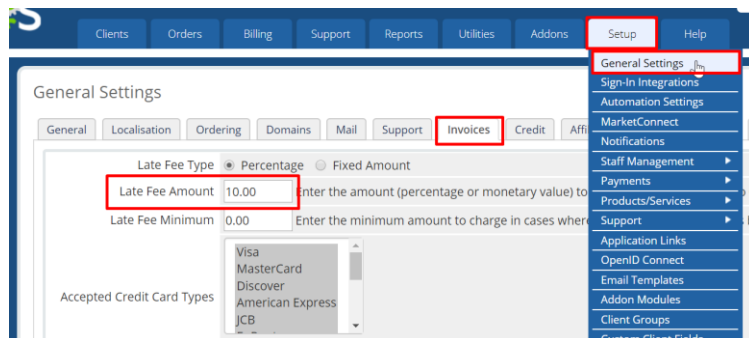 S
Clients Orders Billing Support Reports Utilities Addons Setup Help
General Settings
Sign-In Integrations
Automation Settings
MarketConnect
Notifications
Staff Management
Payments
Products/Services
Support
Application Links
OpenID Connect
Email Templates
Addon Modules
Client Groups
Custom Client Fields
General Settings
General Localisation Ordering Domains Mail Support Invoices Credit Affi
Late Fee Type Percentage Fixed Amount
Late Fee Amount 10.00 Enter the amount (percentage or monetary value) to
Late Fee Minimum 0.00 Enter the minimum amount to charge in cases where
Accepted Credit Card Types
Visa
MasterCard
Discover
American Express
JCB